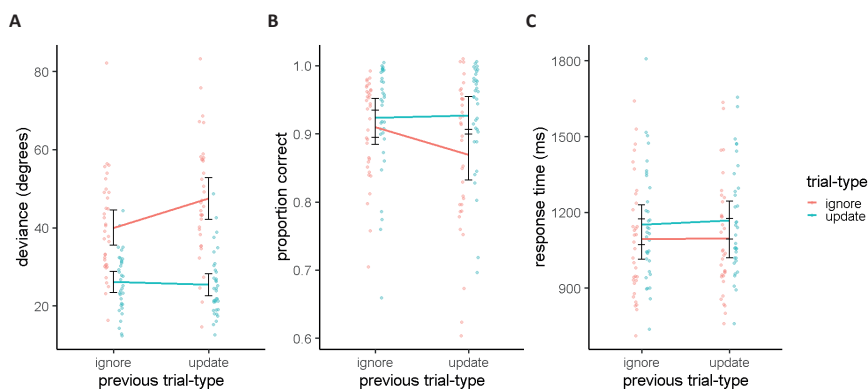 A
deviance (degrees)
80
60
40
20
ignore
update
previous trial-type
B
proportion correct
1.0
0.9
0.8
0.7
0.6
ignore
update
previous trial-type
C
response time (ms)
1800
1500
1200
900
ignore
update
previous trial-type
trial-type
ignore
update